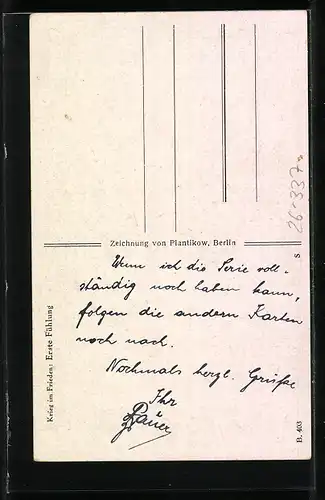 Zeichnung von Plantikow, Berlin
Krieg im Frieden: Erste Fühlung
Wenn ich die Serie voll-
ständig noch haben kann,
folgen die andern Karten
noch nach.
Nochmals herzl. Grüße
Ihr
S
B. 403